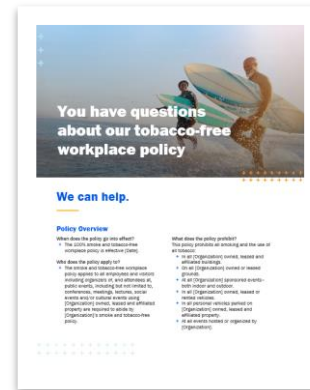 You have questions
about our tobacco-free
workplace policy
We can help.
Policy Overview
When does the policy go into effect?
The 100% smoke and tobacco-free
workplace policy is effective [Date].
Who does the policy apply to?
The smoke and tobacco-free workplace
policy applies to all employees and visitors
including organizers of, and attendees at,
public events, including but not limited to,
conferences, meetings, lectures, social
events and/or cultural events using
[Organization] owned, leased and affiliated
property are required to abide by
[Organization]'s smoke and tobacco-free
policy.
What does the policy prohibit?
This policy prohibits all smoking and the use of
all tobacco:
In all [Organization] owned, leased and
affiliated buildings.
On all [Organization] owned or leased
grounds.
At all [Organization] sponsored events–
both indoor and outdoor.
In all [Organization] owned, leased or
rented vehicles.
In all personal vehicles parked on
[Organization] owned, leased and
affiliated property.
At all events hosted or organized by
[Organization].